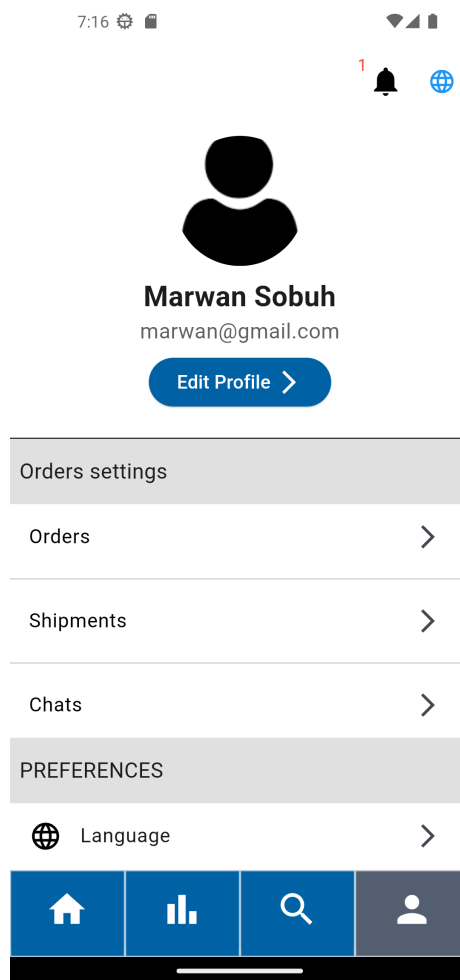 7:16
1
Marwan Sobuh
marwan@gmail.com
Edit Profile
Orders settings
Orders
Shipments
Chats
PREFERENCES
Language